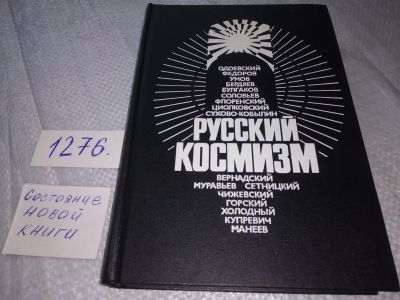 ОДОЕВСКИЙ
ФЕДОРОВ
УМОВ
БЕРДЯЕВ
БУЛГАКОВ
СОЛОВЬЕВ
ФЛОРЕНСКИЙ
ЦИОЛКОВСКИЙ
СУХОВО-КОБЫЛИН
РУССКИЙ
КОСМИЗМ
ВЕРНАДСКИЙ
МУРАВЬЕВ СЕТНИЦКИЙ
ЧИЖЕВСКИЙ
ГОРСКИЙ
ХОЛОДНЫЙ
КУПРЕВИЧ
МАНЕЕВ
1276.
Состояние
НОВОЙ
КНИГИ